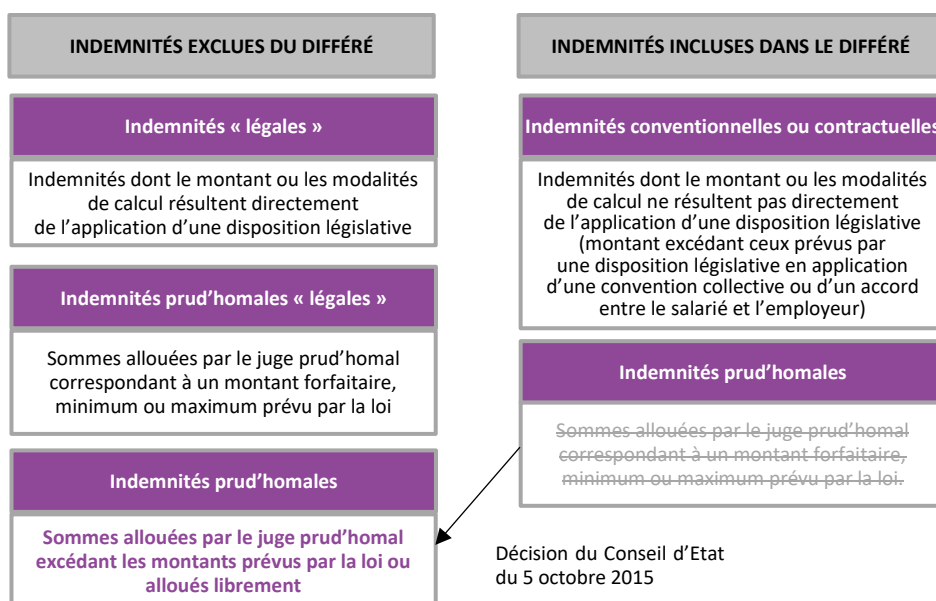 INDEMNITÉS EXCLUES DU DIFFÉRÉ
Indemnités « légales »
Indemnités dont le montant ou les modalités
de calcul résultent directement
de l’application d’une disposition législative
Indemnités prud’homales « légales »
Sommes allouées par le juge prud’homal
correspondant à un montant forfaitaire,
minimum ou maximum prévu par la loi
Indemnités prud’homales
Sommes allouées par le juge prud’homal
excédant les montants prévus par la loi ou
alloués librement
INDEMNITÉS INCLUSES DANS LE DIFFÉRÉ
Indemnités conventionnelles ou contractuelles
Indemnités dont le montant ou les modalités
de calcul ne résultent pas directement
de l’application d’une disposition législative
(montant excédant ceux prévus par
une disposition législative en application
d’une convention collective ou d’un accord
entre le salarié et l’employeur)
Indemnités prud’homales
Sommes allouées par le juge prud’homal
correspondant à un montant forfaitaire,
minimum ou maximum prévu par la loi.
Décision du Conseil d’Etat
du 5 octobre 2015